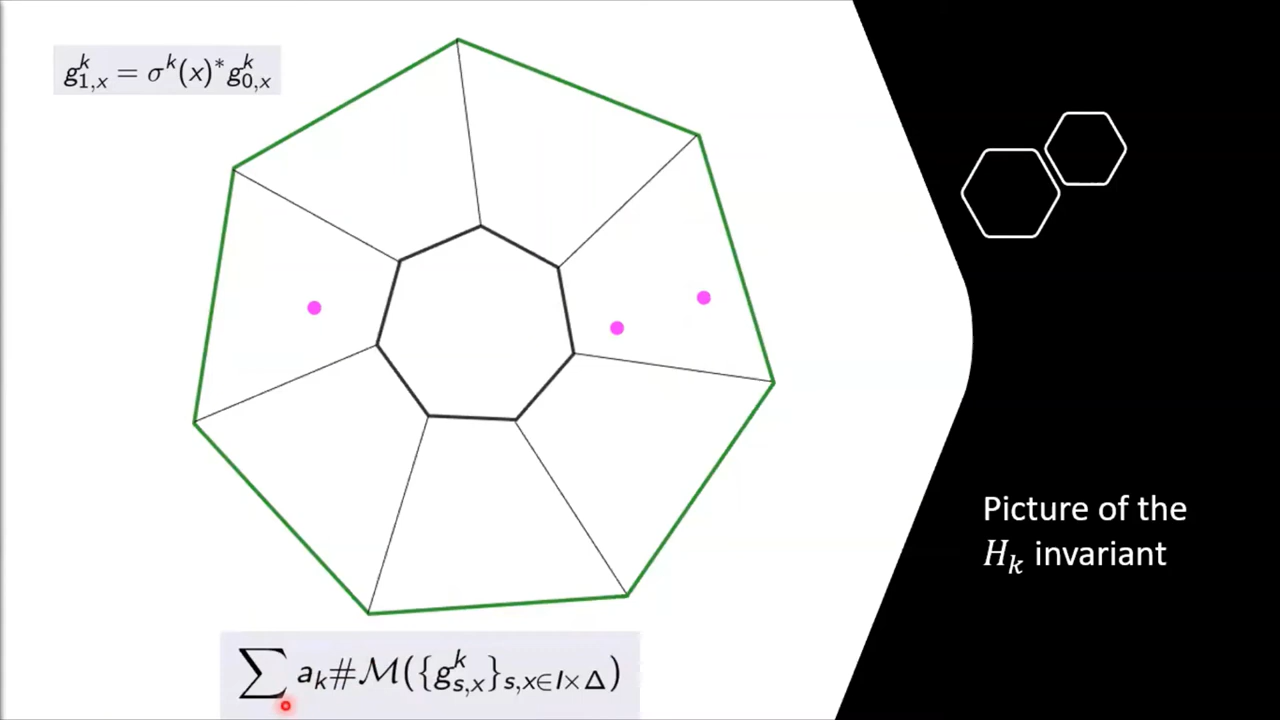 g^k_{1,x} = σ^k(x)^* g^k_{0,x}
∑ a_k # ℳ({g^k_{s,x}}_{s,x∈I×Δ})
Picture of the
H_k invariant